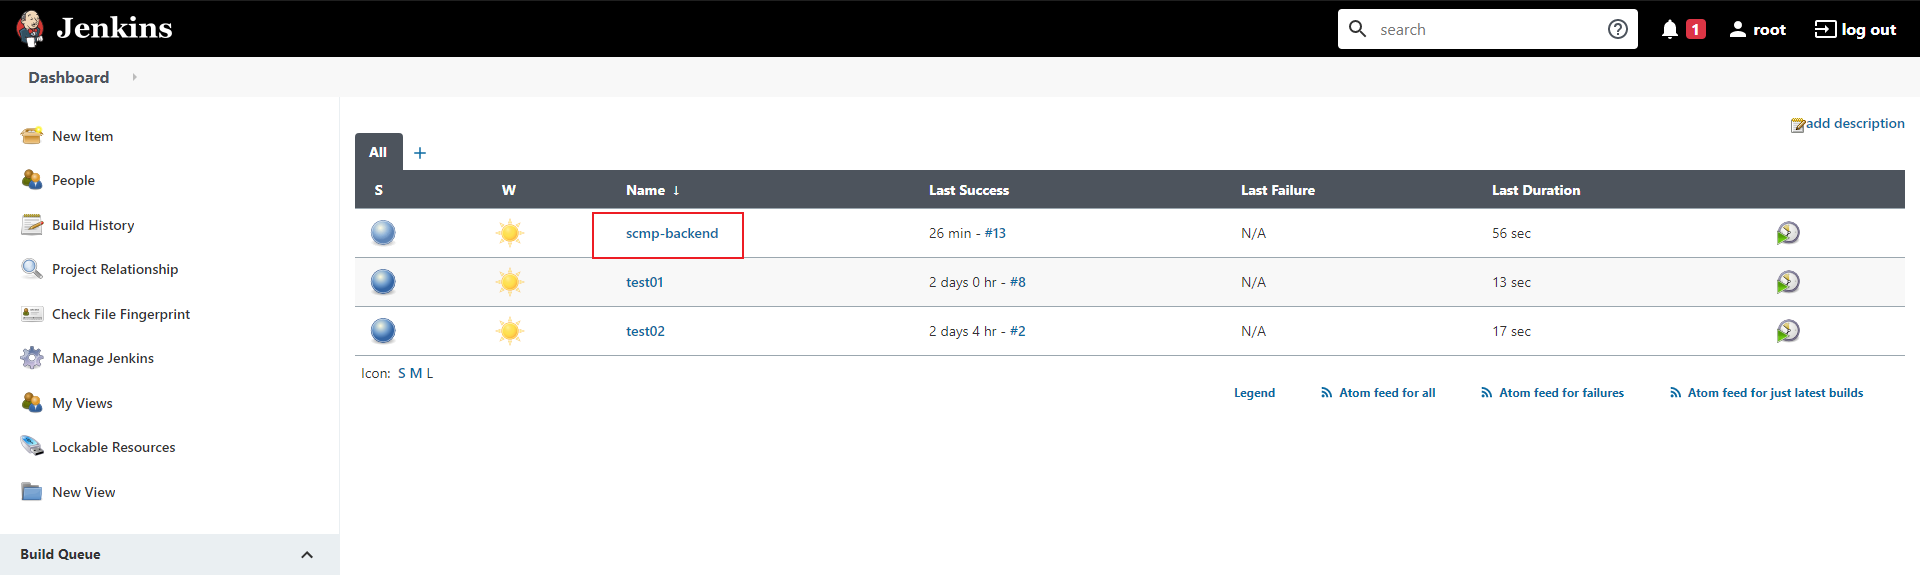 Jenkins
search
1
root
log out
Dashboard
New Item
People
Build History
Project Relationship
Check File Fingerprint
Manage Jenkins
My Views
Lockable Resources
New View
Build Queue
add description
All +
S W Name ↓ Last Success Last Failure Last Duration
scmp-backend 26 min - #13 N/A 56 sec
test01 2 days 0 hr - #8 N/A 13 sec
test02 2 days 4 hr - #2 N/A 17 sec
Icon: S M L
Legend Atom feed for all Atom feed for failures Atom feed for just latest builds